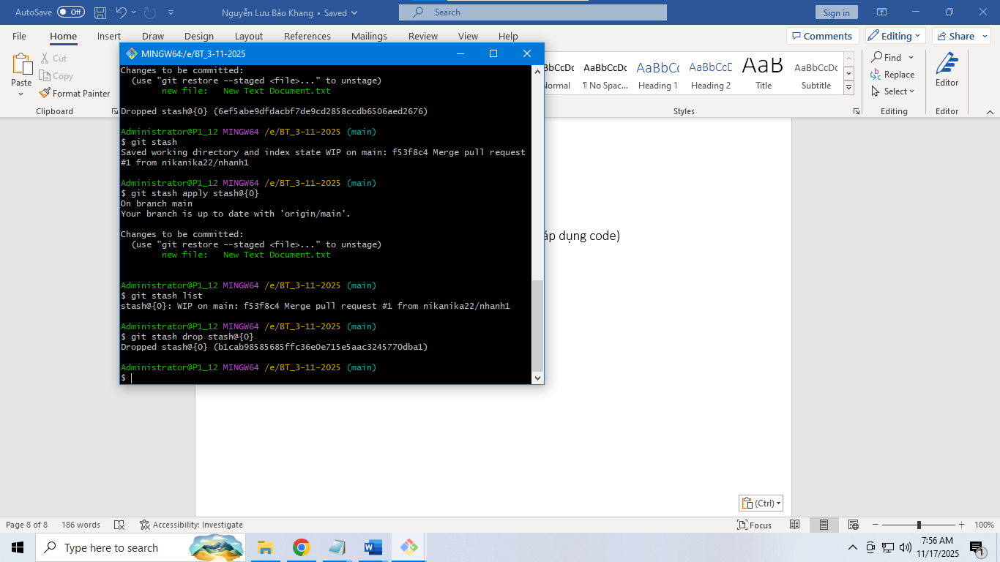 AutoSave Off Nguyễn Lưu Bảo Khang • Saved Search Sign in
File Home Insert Draw Design Layout References Mailings Review View Help Comments Editing Share
Paste
Cut
Copy
Format Painter
Clipboard
MINGW64:/e/BT_3-11-2025
Changes to be committed:
(use "git restore --staged <file>..." to unstage)
new file: New Text Document.txt
Dropped stash@{0} (6ef5abe9dfdacbf7de9cd2858ccdb6506aed2676)
Administrator@P1_12 MINGW64 /e/BT_3-11-2025 (main)
$ git stash
Saved working directory and index state WIP on main: f53f8c4 Merge pull request
#1 from nikanika22/nhanh1
Administrator@P1_12 MINGW64 /e/BT_3-11-2025 (main)
$ git stash apply stash@{0}
On branch main
Your branch is up to date with 'origin/main'.
Changes to be committed:
(use "git restore --staged <file>..." to unstage)
new file: New Text Document.txt
Administrator@P1_12 MINGW64 /e/BT_3-11-2025 (main)
$ git stash list
stash@{0}: WIP on main: f53f8c4 Merge pull request #1 from nikanika22/nhanh1
Administrator@P1_12 MINGW64 /e/BT_3-11-2025 (main)
$ git stash drop stash@{0}
Dropped stash@{0} (b1cab98585685ffc36e0e715e5aac3245770dba1)
Administrator@P1_12 MINGW64 /e/BT_3-11-2025 (main)
$
AaBbCcDc AaBbCc AaBbCcD AaB AaBbCcDc
¶ No Spac... Heading 1 Heading 2 Title Subtitle
Styles
Find
Replace
Select
Editing
Editor
Editor
áp dụng code)
(Ctrl)
Page 8 of 8 186 words Accessibility: Investigate Focus 100%
Type here to search
7:56 AM
11/17/2025
1